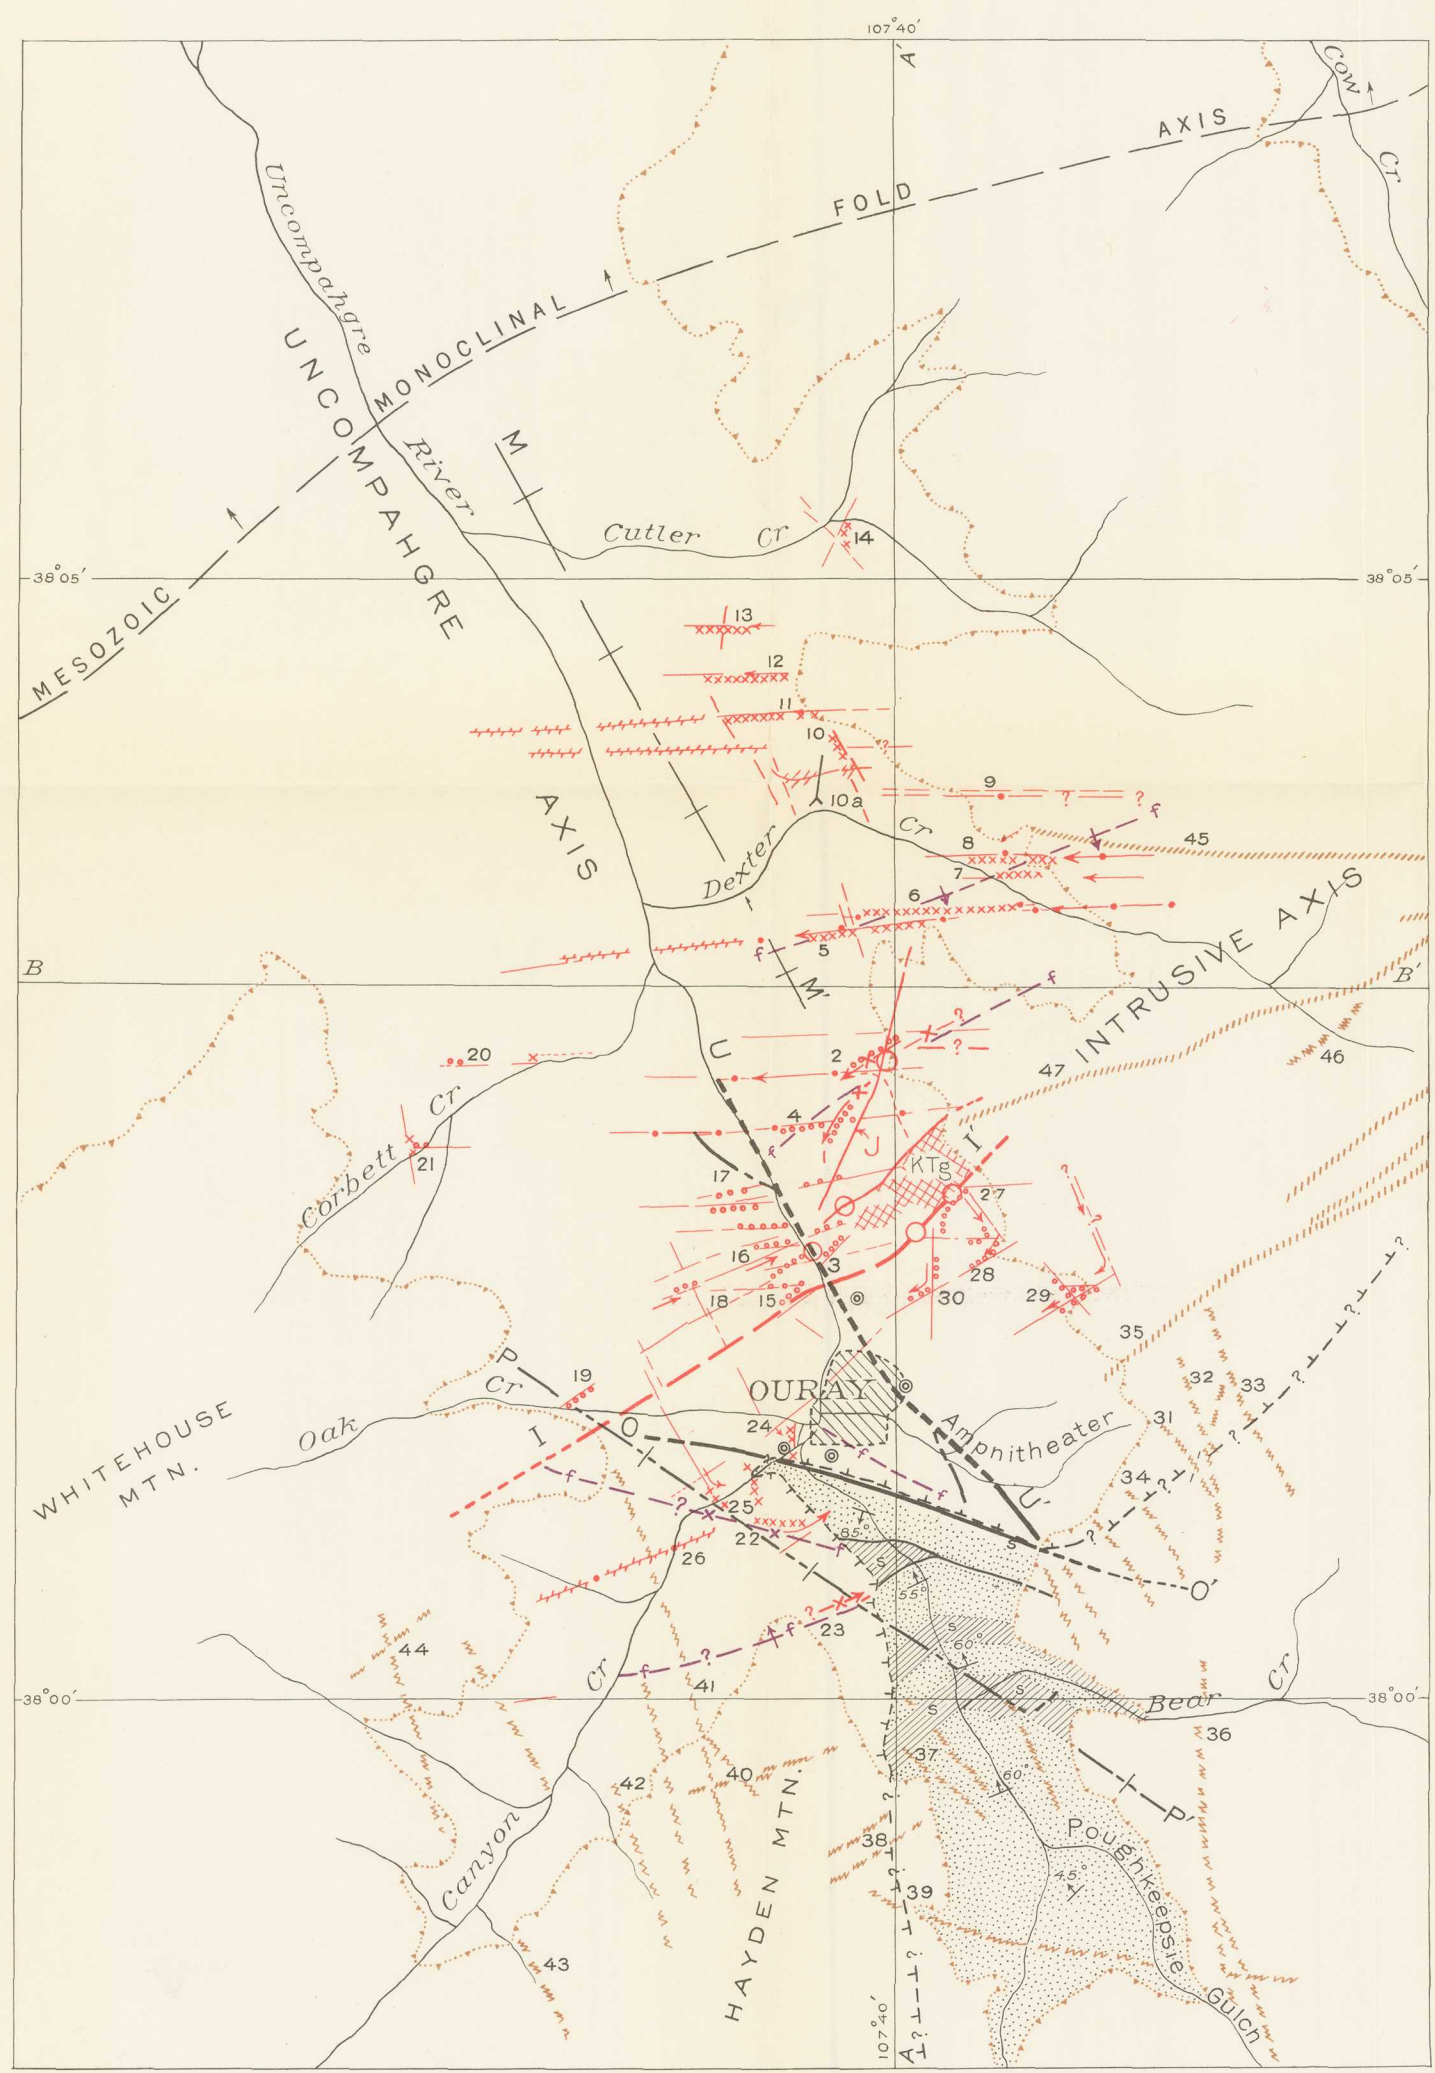 107°40'
A'
Cow
Cr
AXIS
FOLD
MONOCLINAL
MESOZOIC
Uncompahgre
River
UNCOMPAHGRE
AXIS
M
Cutler Cr
14
38°05'
38°05'
13
12
11
10
?
10a
9
? ?
f
Dexter Cr
8
7
45
6
5
f
M'
INTRUSIVE AXIS
B
B'
f
U
2
?
?
20
46
47
Corbett Cr
4
f
J
I'
KTg
21
17
27
?
16
3
28
18
15
30
29
35
?
?
P
Cr
19
OURAY
32
33
?
WHITEHOUSE
MTN.
Oak
I
O
24
Amphitheater
31
?
f
f
34
?
?
25
U'
22
85°
f
s
s
?
26
55°
O'
?
23
f
s
60°
44
f
?
Cr
41
s
38°00'
38°00'
Bear Cr
s
36
37
42
40
60°
P'
Canyon
HAYDEN MTN.
?
38
Poughkeepsie
Gulch
45°
?
39
?
43
107°40'
A
?